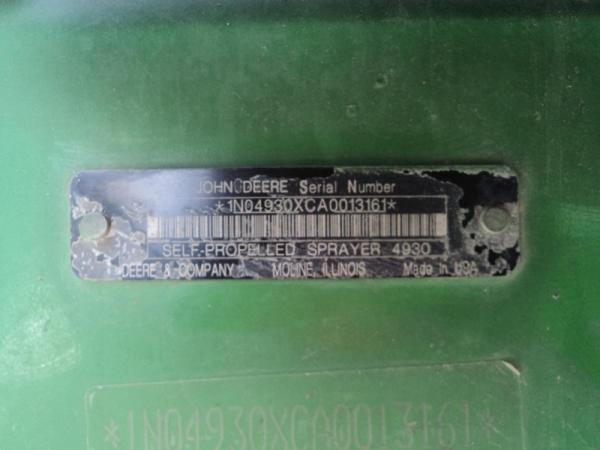 JOHN DEERE Serial Number
*1N04930XCA0013161*
SELF-PROPELLED SPRAYER 4930
DEERE & COMPANY MOLINE, ILLINOIS Made in USA
*1N04930XCA0013161*